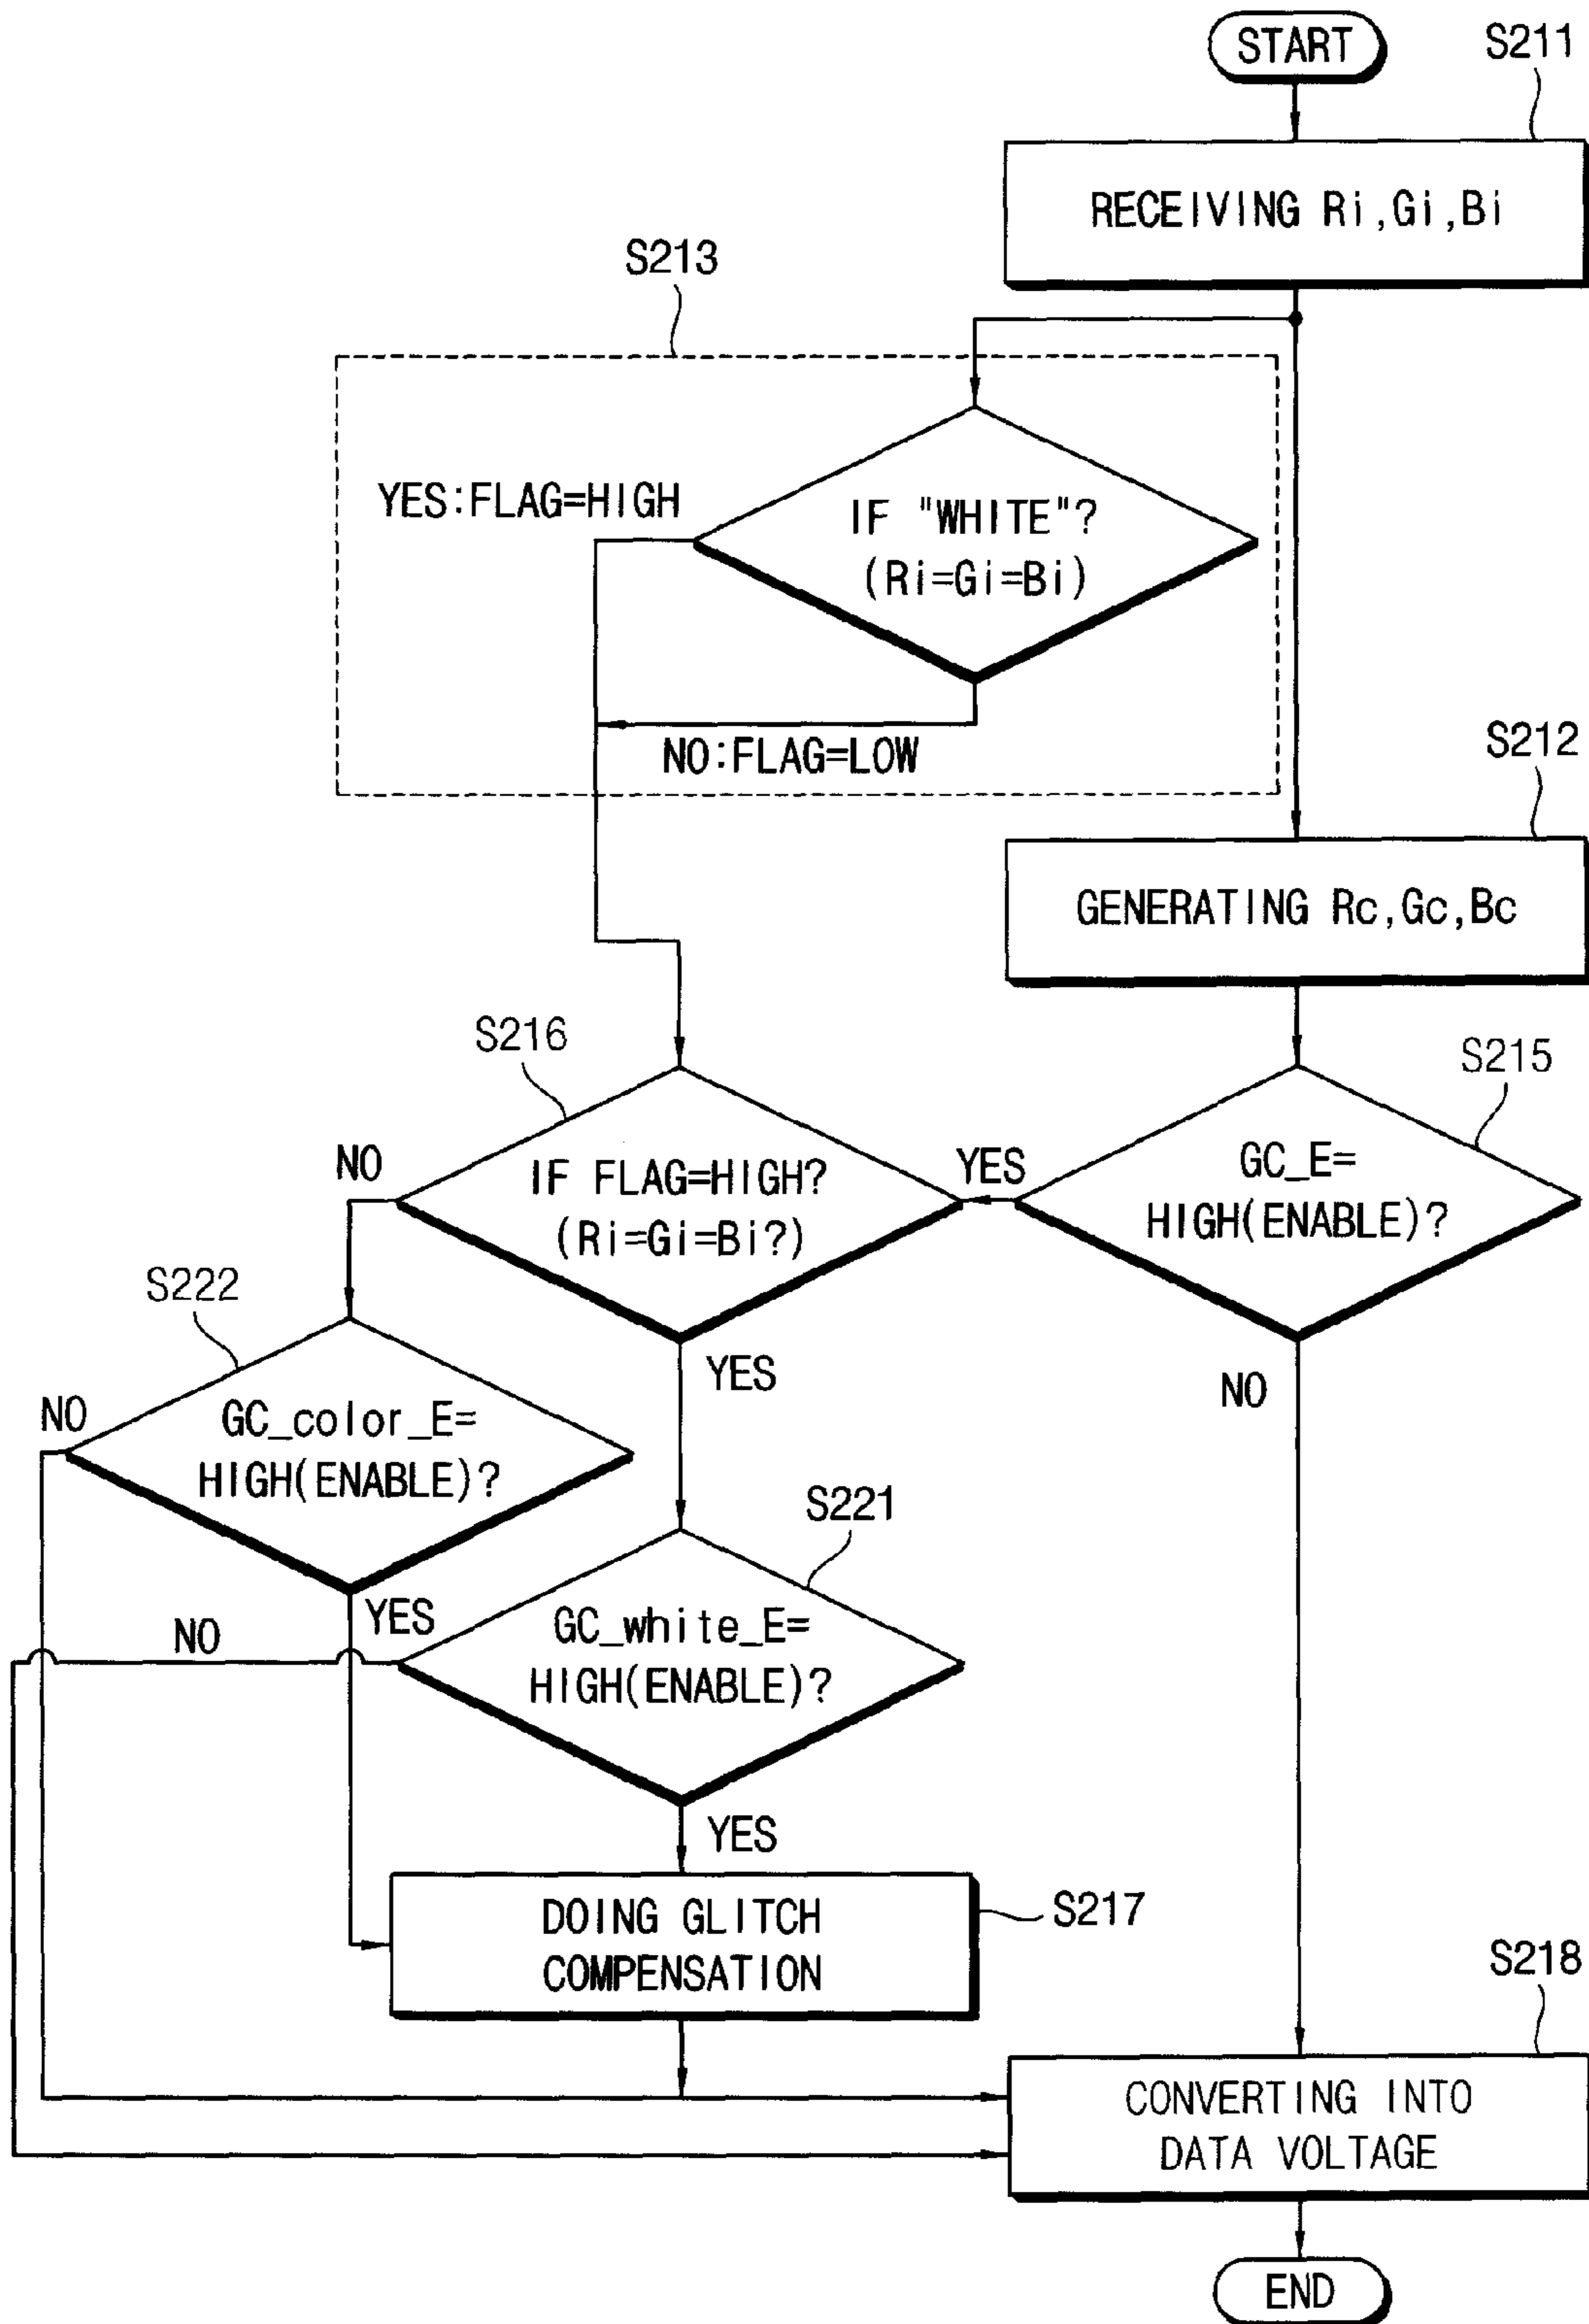 START
S211
RECEIVING Ri,Gi,Bi
S213
YES:FLAG=HIGH
IF "WHITE"?
(Ri=Gi=Bi)
NO:FLAG=LOW
S212
GENERATING Rc,Gc,Bc
S216
S215
NO
IF FLAG=HIGH?
(Ri=Gi=Bi?)
YES
GC_E=
HIGH(ENABLE)?
S222
YES
NO
NO
GC_color_E=
HIGH(ENABLE)?
S221
YES
NO
GC_white_E=
HIGH(ENABLE)?
YES
DOING GLITCH
COMPENSATION
S217
S218
CONVERTING INTO
DATA VOLTAGE
END